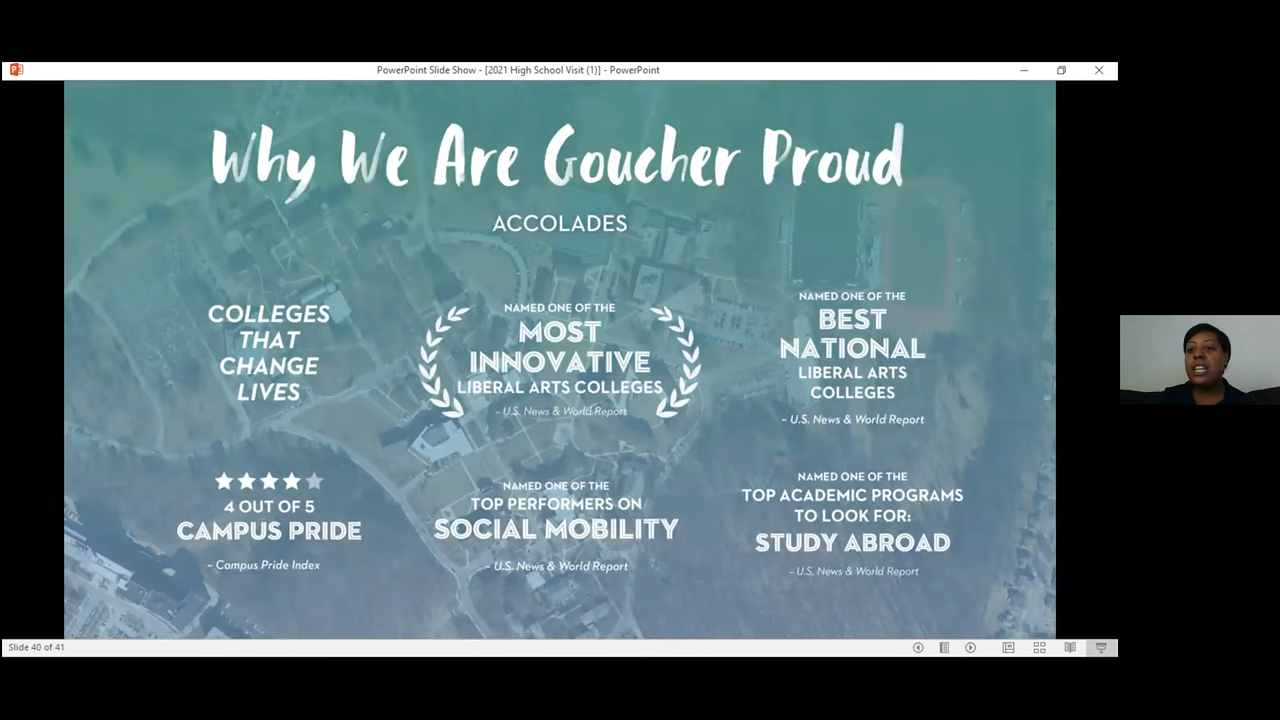 PowerPoint Slide Show - [2021 High School Visit (1)] - PowerPoint
Why We Are Goucher Proud
ACCOLADES
COLLEGES
THAT
CHANGE
LIVES
NAMED ONE OF THE
MOST
INNOVATIVE
LIBERAL ARTS COLLEGES
– U.S. News & World Report
NAMED ONE OF THE
BEST
NATIONAL
LIBERAL ARTS
COLLEGES
– U.S. News & World Report
4 OUT OF 5
CAMPUS PRIDE
– Campus Pride Index
NAMED ONE OF THE
TOP PERFORMERS ON
SOCIAL MOBILITY
– U.S. News & World Report
NAMED ONE OF THE
TOP ACADEMIC PROGRAMS
TO LOOK FOR:
STUDY ABROAD
– U.S. News & World Report
Slide 40 of 41